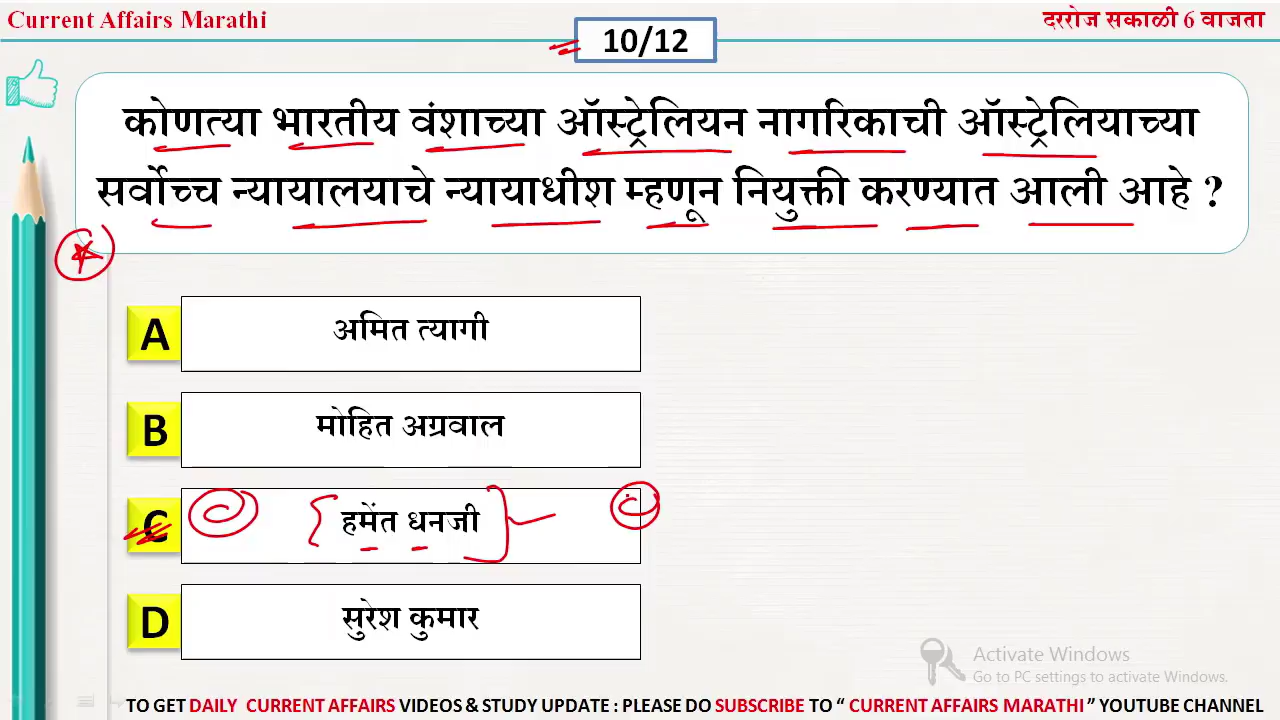 Current Affairs Marathi
दररोज सकाळी 6 वाजता
10/12
कोणत्या भारतीय वंशाच्या ऑस्ट्रेलियन नागरिकाची ऑस्ट्रेलियाच्या
सर्वोच्च न्यायालयाचे न्यायाधीश म्हणून नियुक्ती करण्यात आली आहे ?
A अमित त्यागी
B मोहित अग्रवाल
C हमेंत धनजी
D सुरेश कुमार
Activate Windows
Go to PC settings to activate Windows.
TO GET DAILY CURRENT AFFAIRS VIDEOS & STUDY UPDATE : PLEASE DO SUBSCRIBE TO “ CURRENT AFFAIRS MARATHI ” YOUTUBE CHANNEL